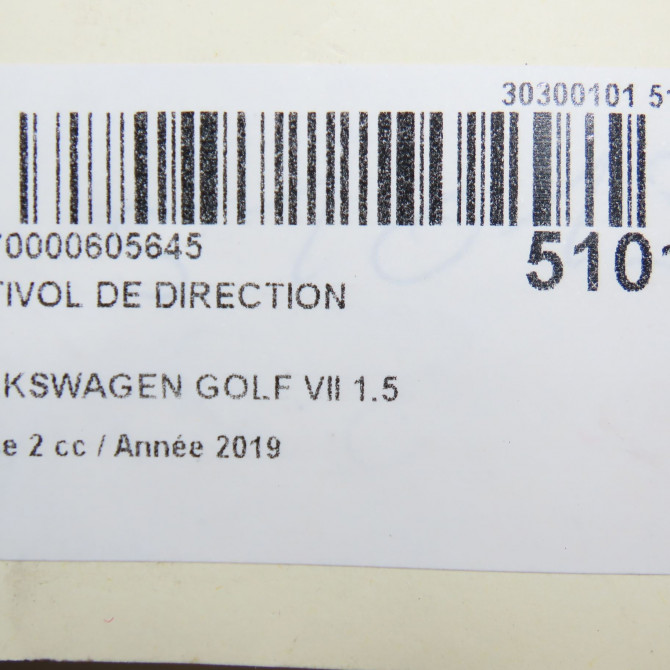 30300101 51
70000605645
5101
TIVOL DE DIRECTION
KSWAGEN GOLF VII 1.5
e 2 cc / Année 2019